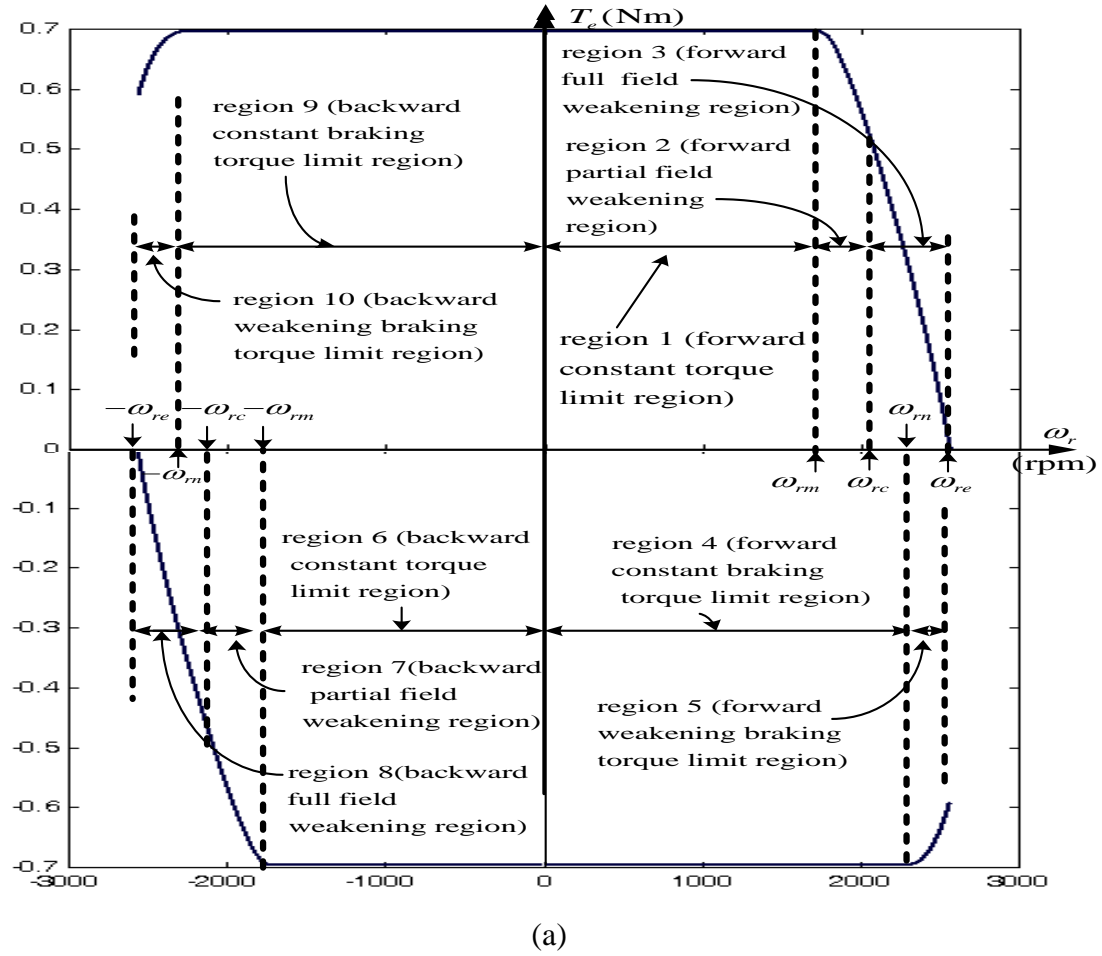 T_e (Nm)
0.7
0.6
0.5
0.4
0.3
0.2
0.1
0
-0.1
-0.2
-0.3
-0.4
-0.5
-0.6
-0.7
region 9 (backward
constant braking
torque limit region)
region 3 (forward
full field
weakening region)
region 2 (forward
partial field
weakening
region)
region 10 (backward
weakening braking
torque limit region)
region 1 (forward
constant torque
limit region)
−ω_re −ω_rc −ω_rm
ω_rn
ω_r
(rpm)
−ω_rn
ω_rm ω_rc ω_re
region 6 (backward
constant torque
limit region)
region 4 (forward
constant braking
torque limit region)
region 7(backward
partial field
weakening region)
region 5 (forward
weakening braking
torque limit region)
region 8(backward
full field
weakening region)
-3000 -2000 -1000 0 1000 2000 3000
(a)